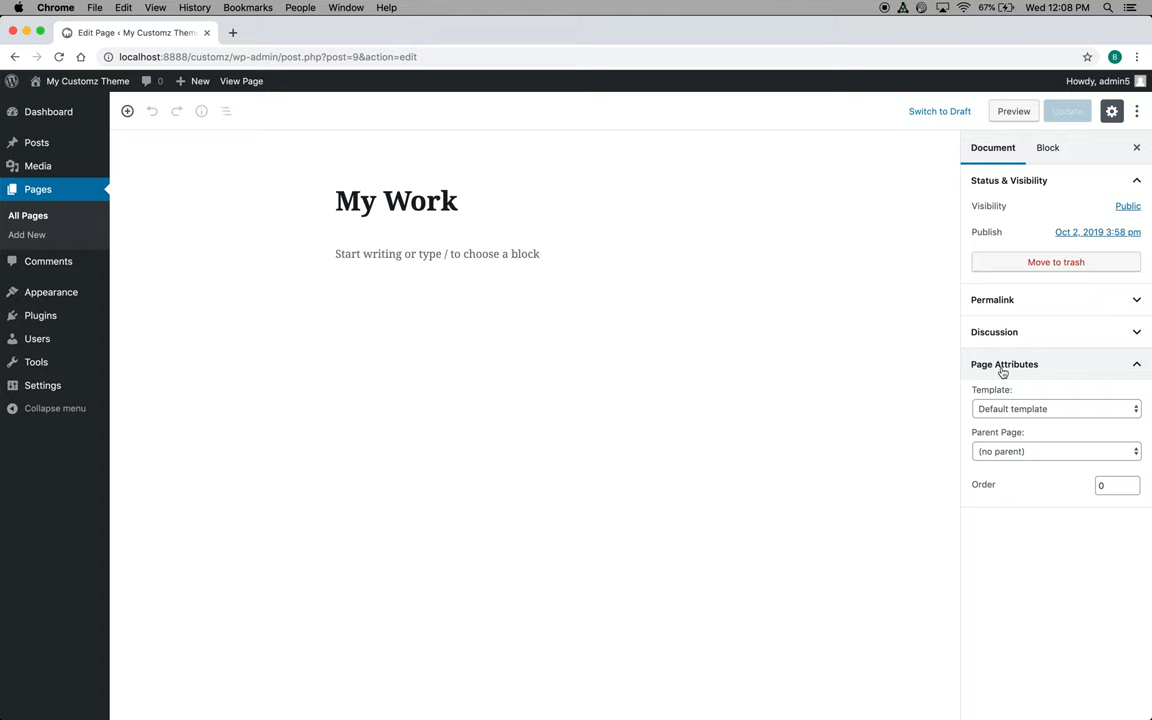 Chrome File Edit View History Bookmarks People Window Help 67% Wed 12:08 PM
Edit Page ‹ My Customz Them
localhost:8888/customz/wp-admin/post.php?post=9&action=edit B
My Customz Theme 0 New View Page Howdy, admin5
Dashboard
Posts
Media
Pages
All Pages
Add New
Comments
Appearance
Plugins
Users
Tools
Settings
Collapse menu
Switch to Draft Preview Update
My Work
Start writing or type / to choose a block
Document Block
Status & Visibility
Visibility Public
Publish Oct 2, 2019 3:58 pm
Move to trash
Permalink
Discussion
Page Attributes
Template:
Default template
Parent Page:
(no parent)
Order 0